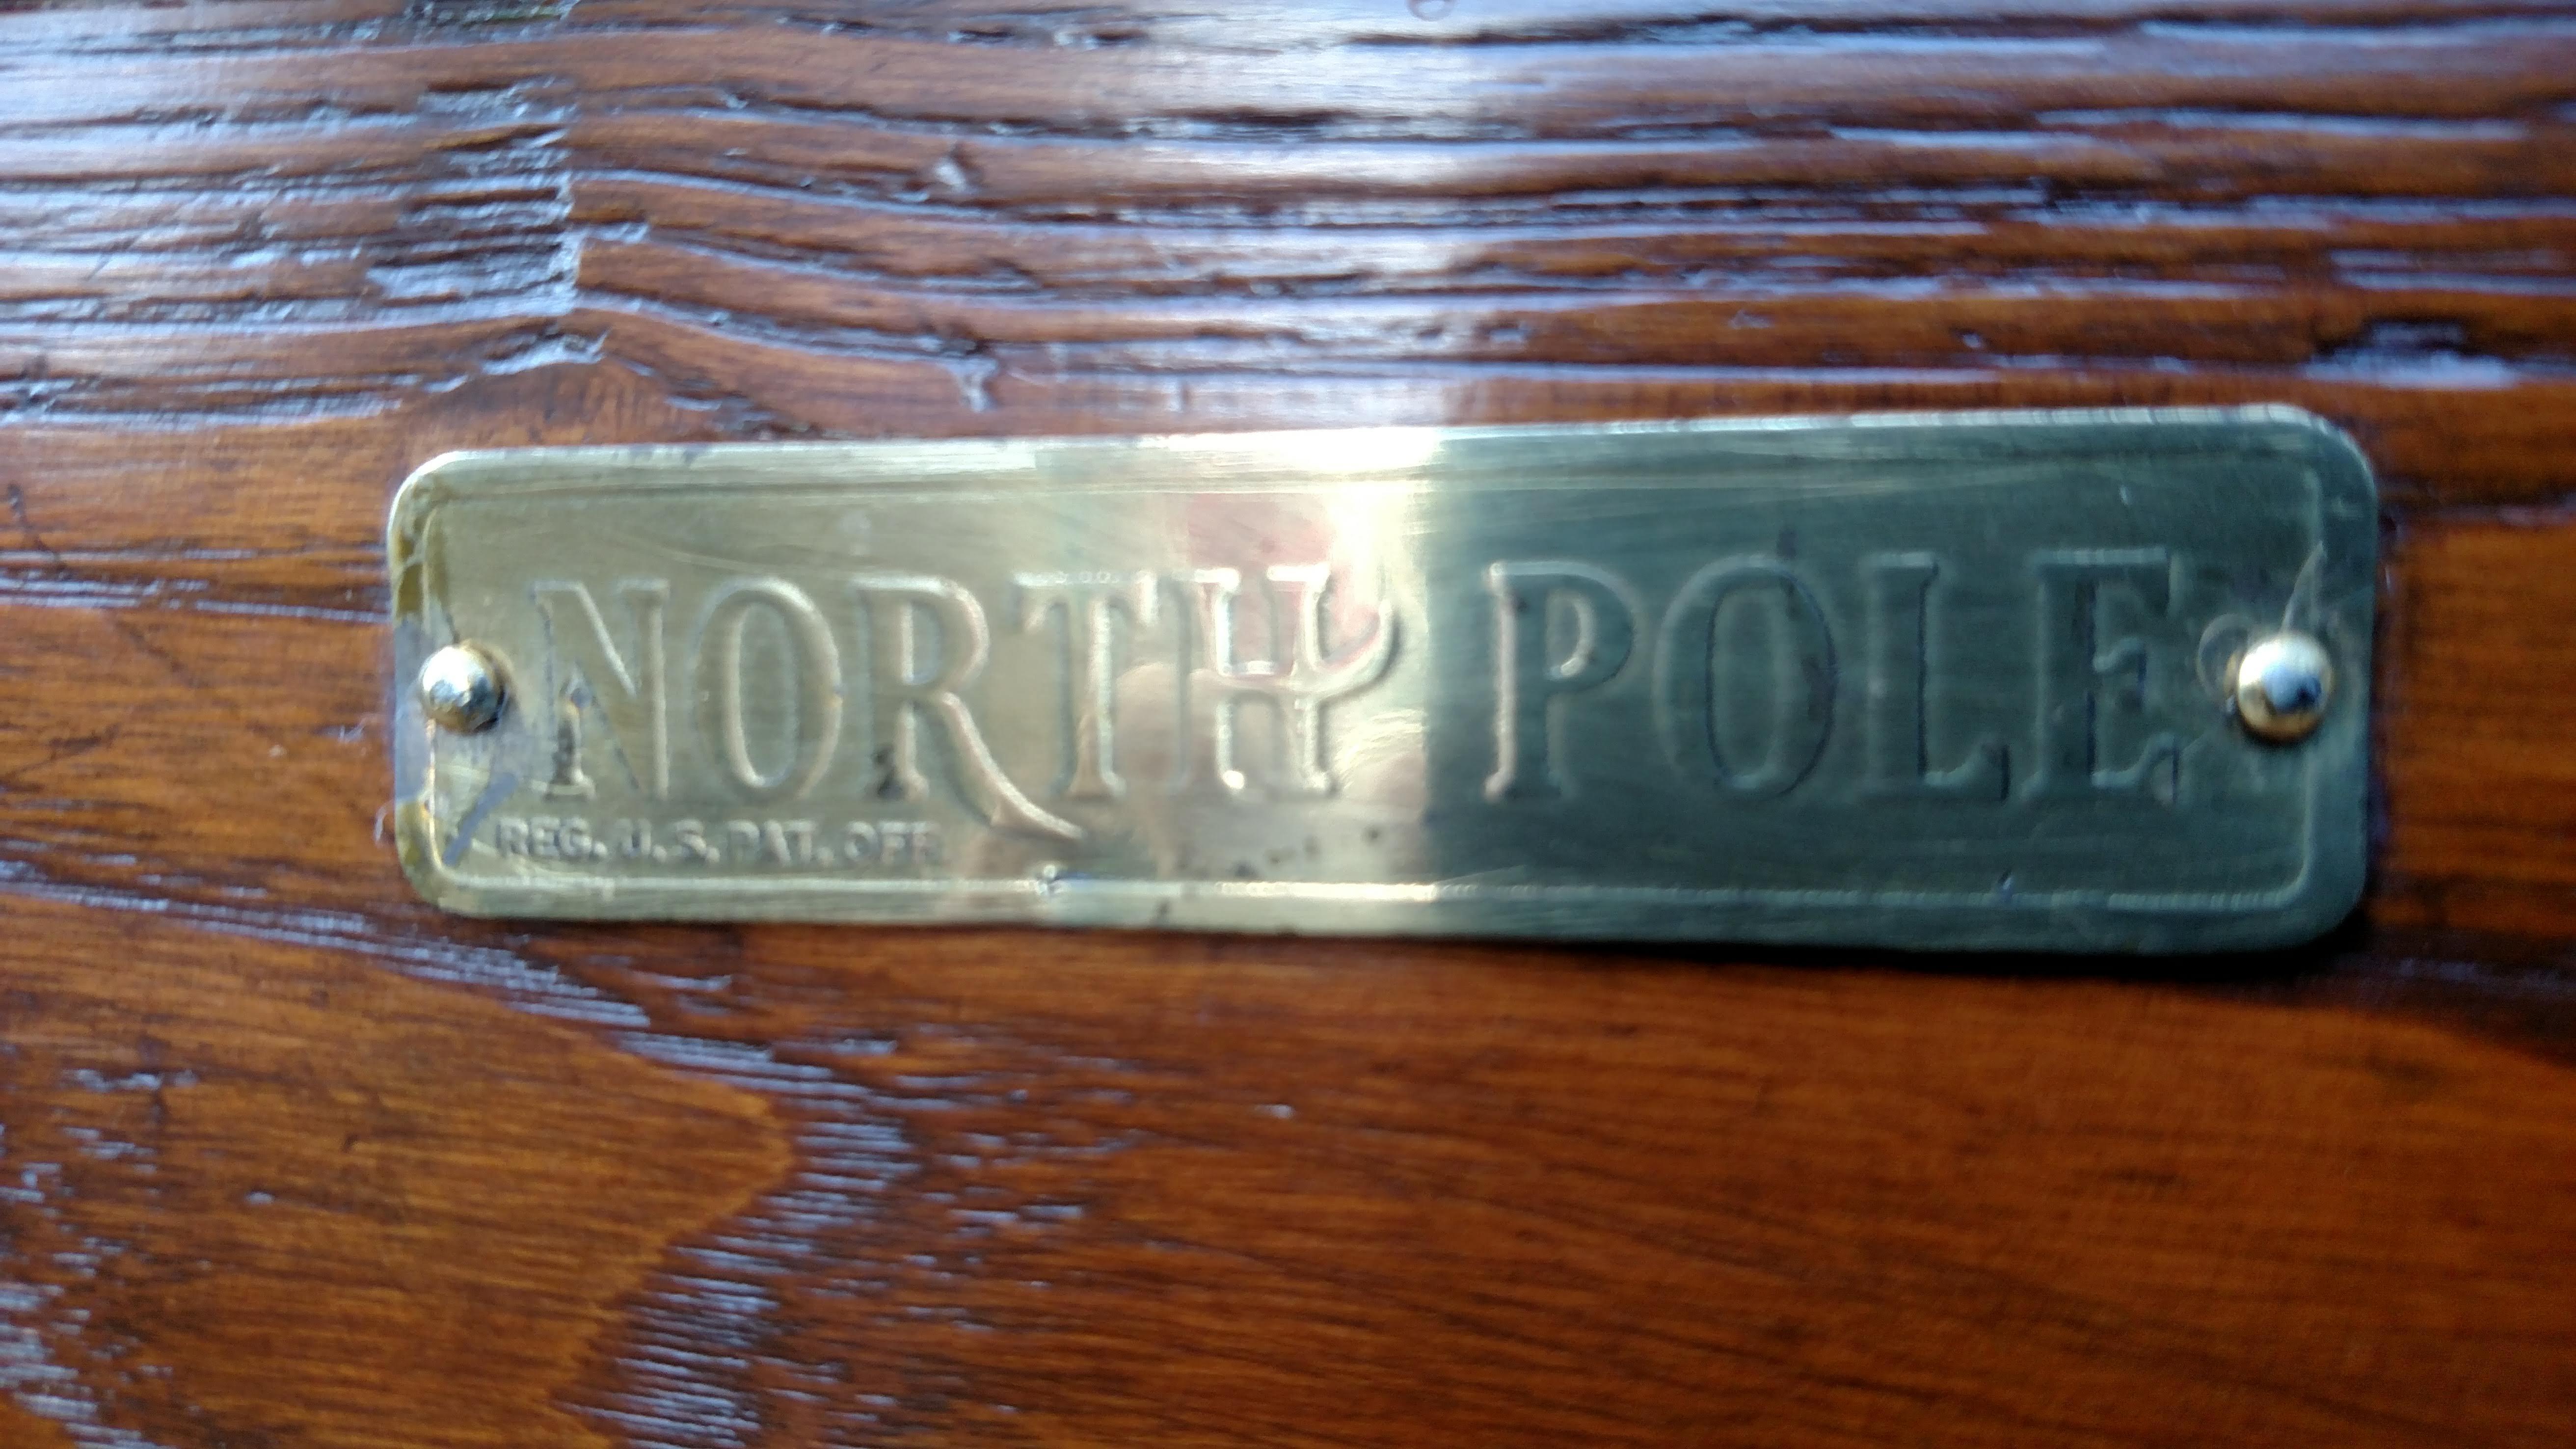 NORTH POLE
REG. U.S. PAT. OFF.